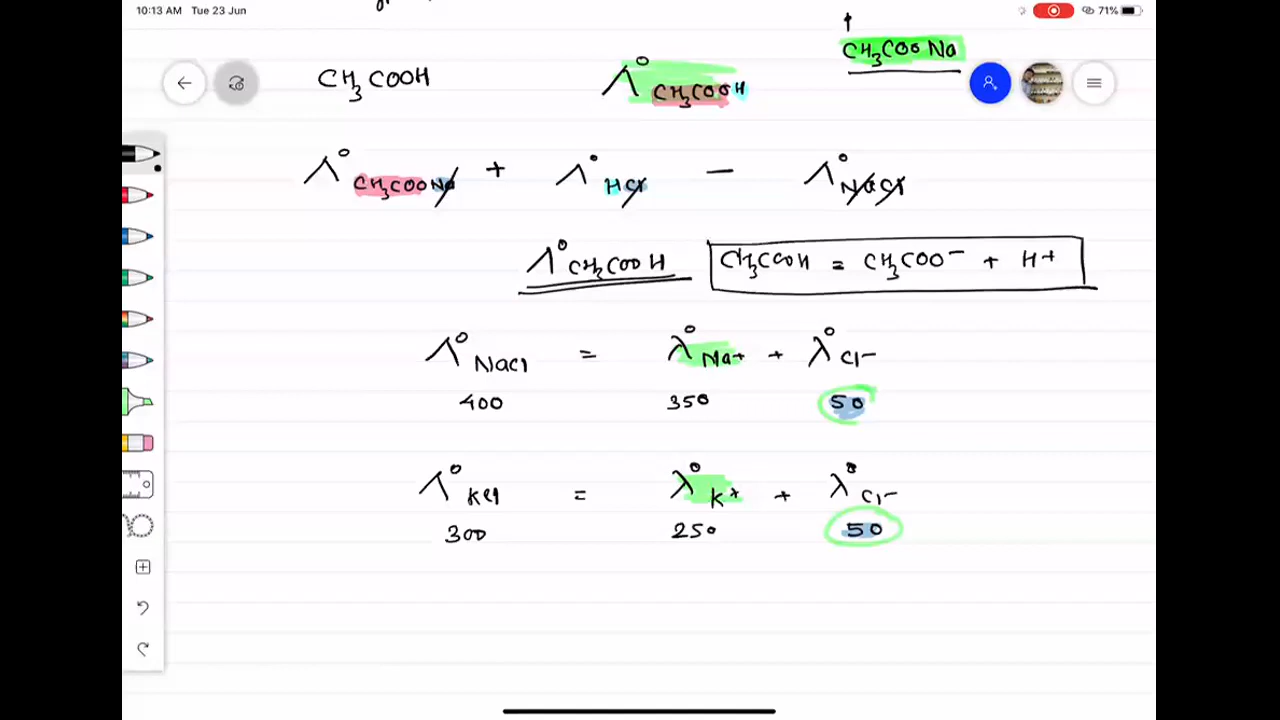 10:13 AM Tue 23 Jun
71%
CH₃COONa
CH₃COOH Λ° CH₃COOH
Λ° CH₃COONa + Λ° HCl − Λ° NaCl
Λ° CH₃COOH CH₃COOH = CH₃COO⁻ + H⁺
Λ° NaCl = λ° Na+ + λ° Cl−
400 350 50
Λ° KCl = λ° K+ + λ° Cl−
300 250 50